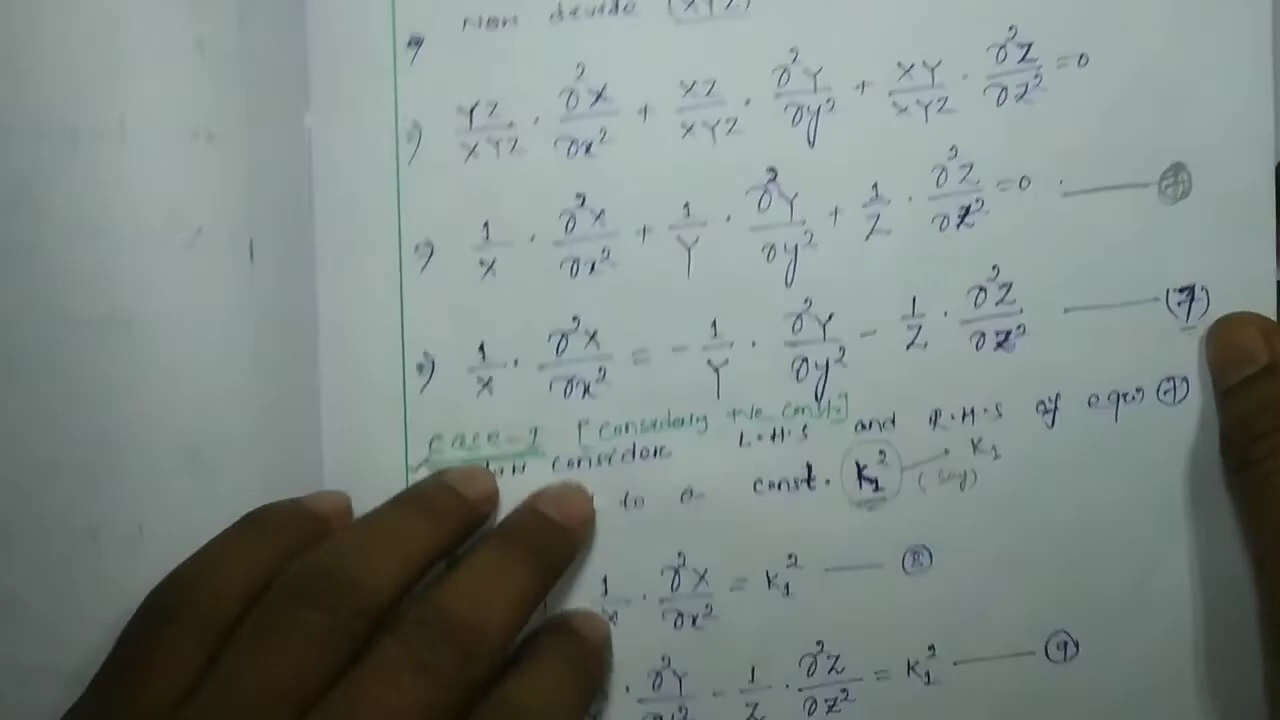 Now devide (XYZ)
⇒ YZ/XYZ · ∂²X/∂x² + XZ/XYZ · ∂²Y/∂y² + XY/XYZ · ∂²Z/∂z² = 0
⇒ 1/X · ∂²X/∂x² + 1/Y · ∂²Y/∂y² + 1/Z · ∂²Z/∂z² = 0
⇒ 1/X · ∂²X/∂x² = - 1/Y · ∂²Y/∂y² - 1/Z · ∂²Z/∂z² —— (7)
Case-1 [Considering +ve const]
consider L.H.S and R.H.S of eqn (7)
to a const. K₁² → K₁ (say)
1/X · ∂²X/∂x² = K₁² —— (8)
· ∂²Y/∂y² - 1/Z · ∂²Z/∂z² = K₁² —— (9)